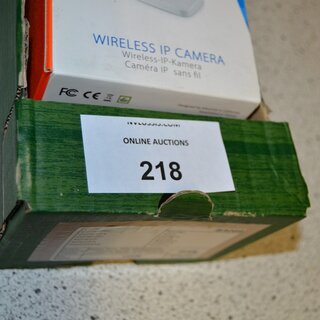 WIRELESS IP CAMERA
Wireless-IP-Kamera
Caméra IP sans fil
FC CE
ONLINE AUCTIONS
218